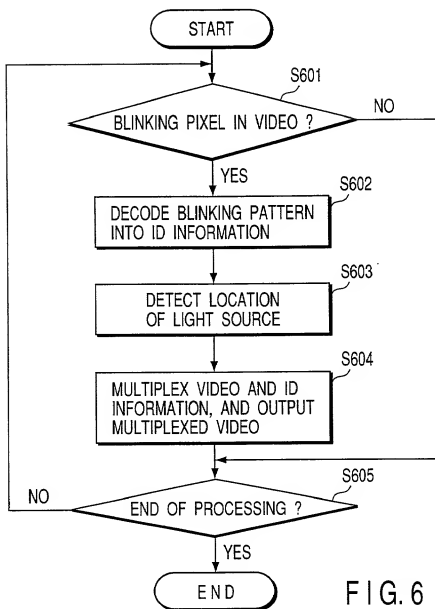 START
S601
BLINKING PIXEL IN VIDEO ?
NO
YES
S602
DECODE BLINKING PATTERN
INTO ID INFORMATION
S603
DETECT LOCATION
OF LIGHT SOURCE
S604
MULTIPLEX VIDEO AND ID
INFORMATION, AND OUTPUT
MULTIPLEXED VIDEO
S605
NO
END OF PROCESSING ?
YES
END
FIG. 6